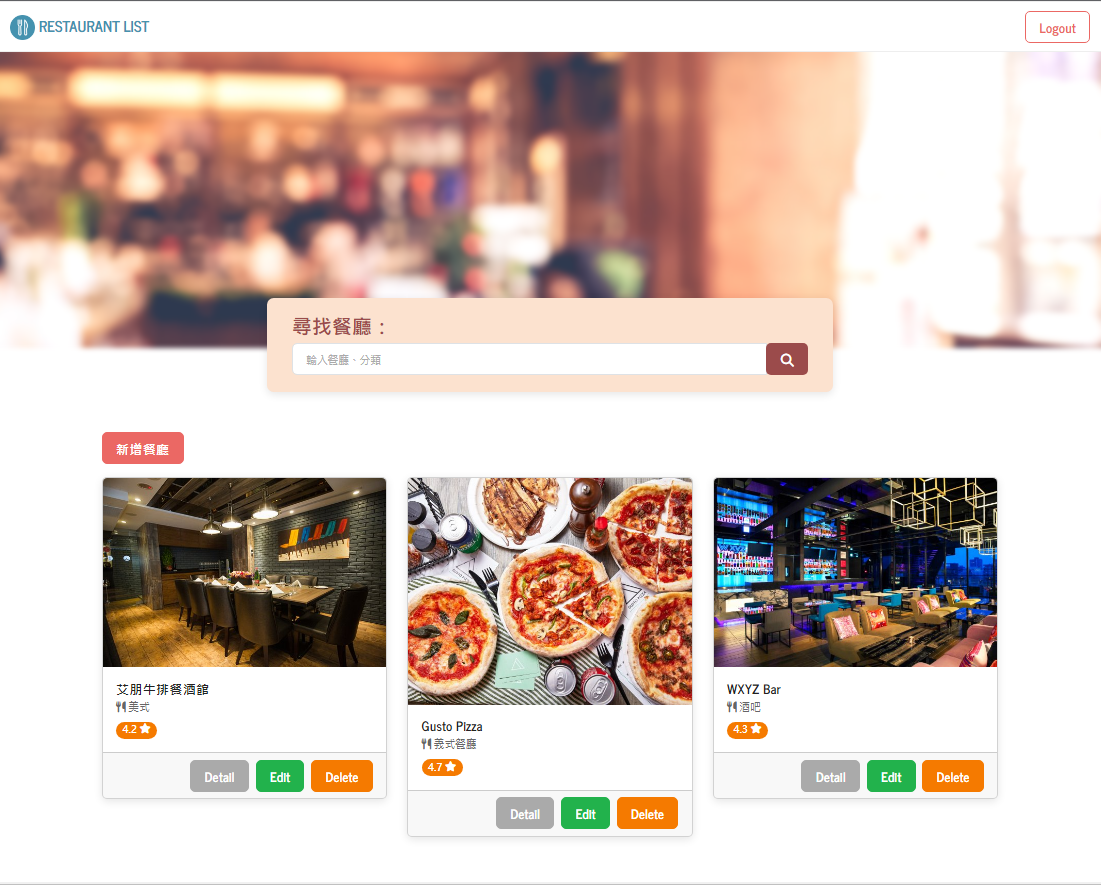 RESTAURANT LIST
Logout
尋找餐廳：
輸入餐廳、分類
新增餐廳
艾朋牛排餐酒館
美式
4.2
Detail
Edit
Delete
Gusto Pizza
義式餐廳
4.7
Detail
Edit
Delete
WXYZ Bar
酒吧
4.3
Detail
Edit
Delete